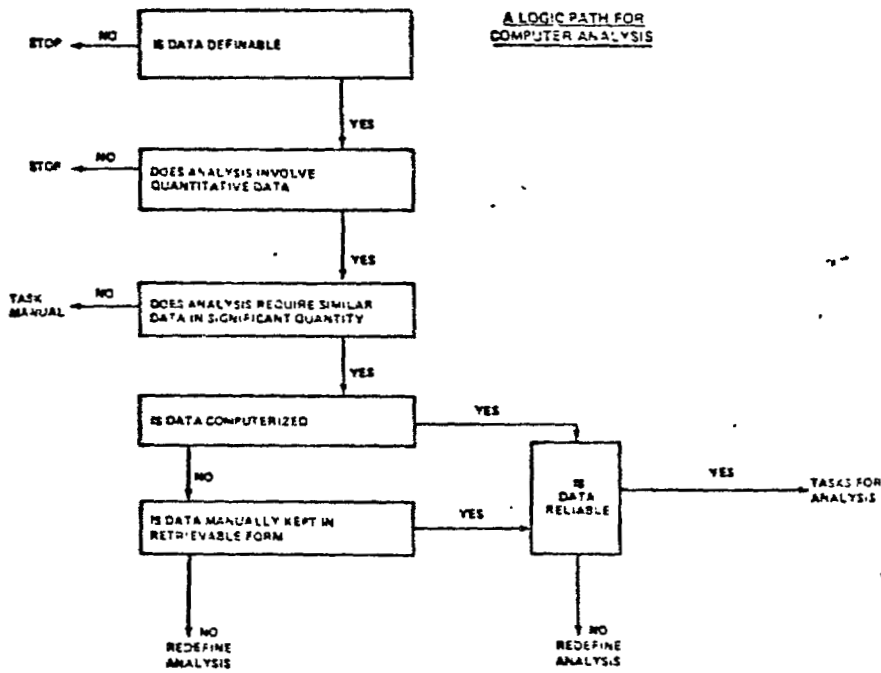 A LOGIC PATH FOR
COMPUTER ANALYSIS
STOP
NO
IS DATA DEFINABLE
YES
STOP
NO
DOES ANALYSIS INVOLVE
QUANTITATIVE DATA
YES
TASK
MANUAL
NO
DOES ANALYSIS REQUIRE SIMILAR
DATA IN SIGNIFICANT QUANTITY
YES
IS DATA COMPUTERIZED
YES
NO
IS DATA MANUALLY KEPT IN
RETRIEVABLE FORM
YES
IS
DATA
RELIABLE
YES
TASKS FOR
ANALYSIS
NO
REDEFINE
ANALYSIS
NO
REDEFINE
ANALYSIS